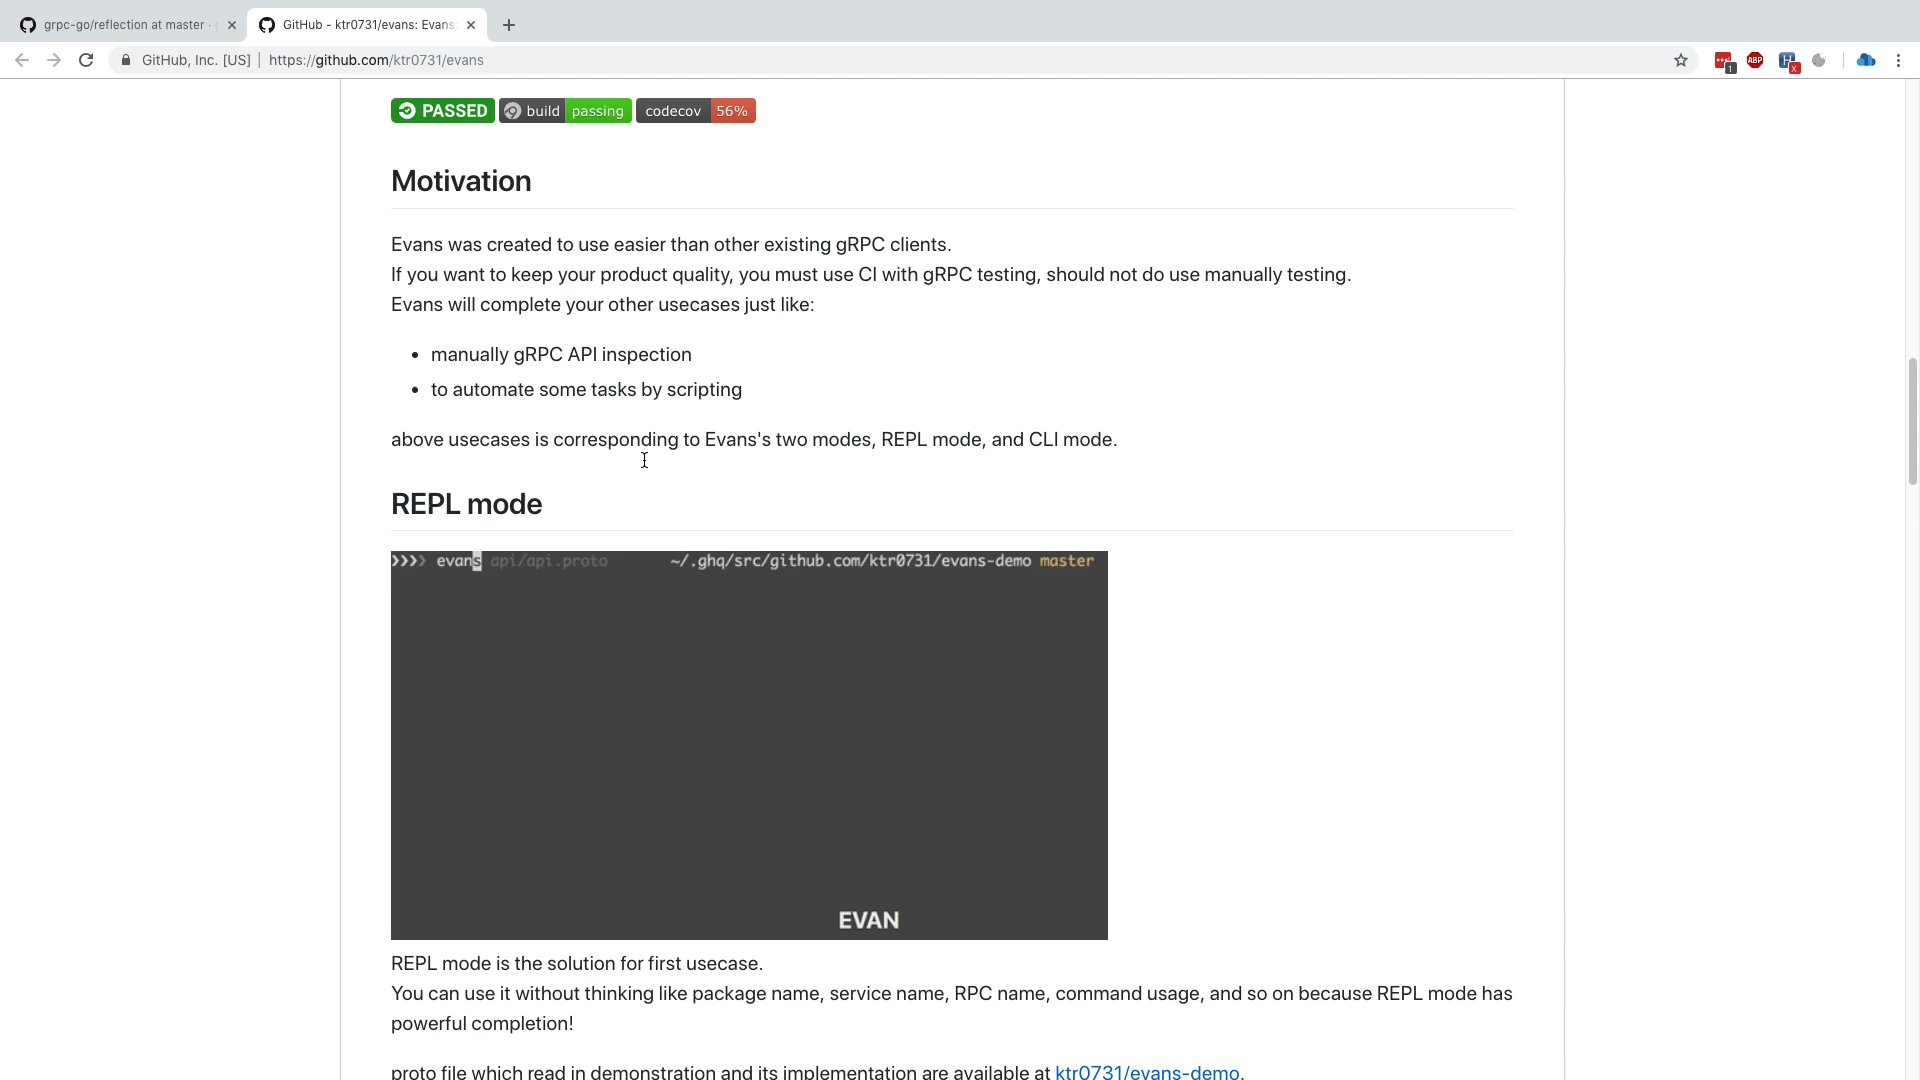 grpc-go/reflection at master ·
GitHub - ktr0731/evans: Evans:
GitHub, Inc. [US] | https://github.com/ktr0731/evans
1
ABP
H
x
PASSED build passing codecov 56%
Motivation
Evans was created to use easier than other existing gRPC clients.
If you want to keep your product quality, you must use CI with gRPC testing, should not do use manually testing.
Evans will complete your other usecases just like:
• manually gRPC API inspection
• to automate some tasks by scripting
above usecases is corresponding to Evans's two modes, REPL mode, and CLI mode.
REPL mode
❯❯❯❯ evans api/api.proto ~/.ghq/src/github.com/ktr0731/evans-demo master
EVAN
REPL mode is the solution for first usecase.
You can use it without thinking like package name, service name, RPC name, command usage, and so on because REPL mode has
powerful completion!
proto file which read in demonstration and its implementation are available at ktr0731/evans-demo.